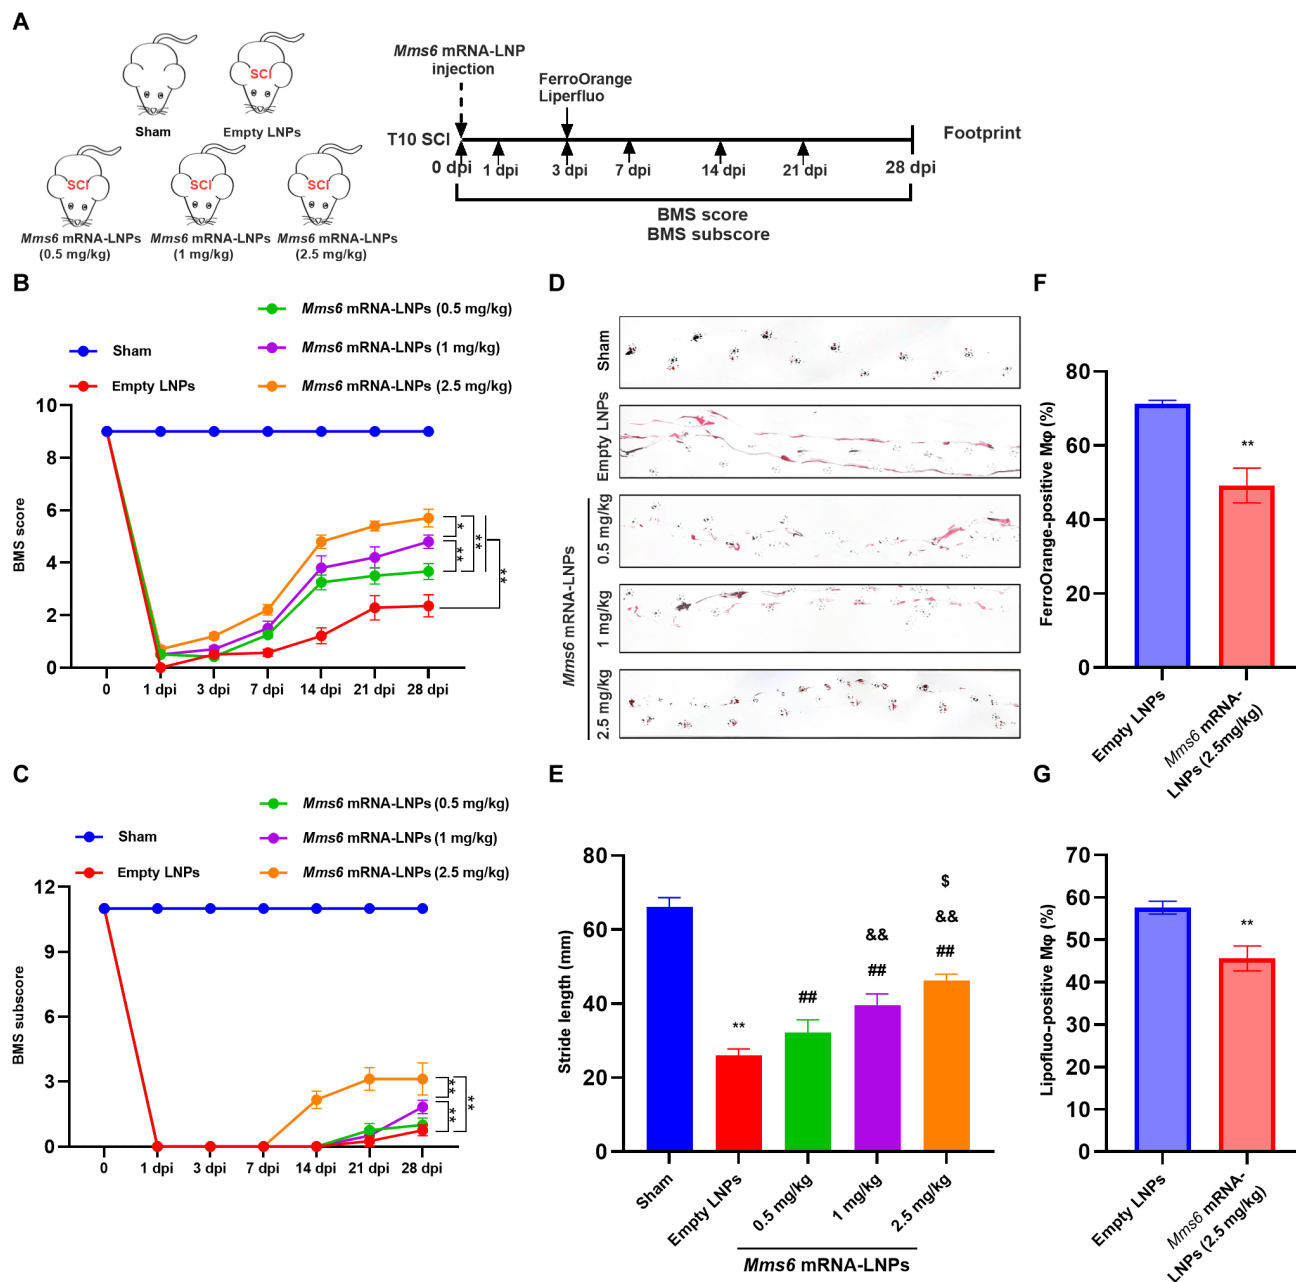 A
SCI
Sham
Empty LNPs
SCI
SCI
SCI
Mms6 mRNA-LNPs
(0.5 mg/kg)
Mms6 mRNA-LNPs
(1 mg/kg)
Mms6 mRNA-LNPs
(2.5 mg/kg)
Mms6 mRNA-LNP
injection
FerroOrange
Liperfluo
T10 SCI
Footprint
0 dpi
1 dpi
3 dpi
7 dpi
14 dpi
21 dpi
28 dpi
BMS score
BMS subscore
B
Mms6 mRNA-LNPs (0.5 mg/kg)
Sham
Mms6 mRNA-LNPs (1 mg/kg)
Empty LNPs
Mms6 mRNA-LNPs (2.5 mg/kg)
BMS score
10
8
6
4
2
0
0
1 dpi
3 dpi
7 dpi
14 dpi
21 dpi
28 dpi
*
**
**
**
C
Mms6 mRNA-LNPs (0.5 mg/kg)
Sham
Mms6 mRNA-LNPs (1 mg/kg)
Empty LNPs
Mms6 mRNA-LNPs (2.5 mg/kg)
BMS subscore
12
9
6
3
0
0
1 dpi
3 dpi
7 dpi
14 dpi
21 dpi
28 dpi
**
**
**
D
Sham
Empty LNPs
0.5 mg/kg
1 mg/kg
2.5 mg/kg
Mms6 mRNA-LNPs
E
Stride length (mm)
80
60
40
20
0
**
##
&&
##
$
&&
##
Sham
Empty LNPs
0.5 mg/kg
1 mg/kg
2.5 mg/kg
Mms6 mRNA-LNPs
F
FerroOrange-positive Mφ (%)
80
60
40
20
0
**
Empty LNPs
Mms6 mRNA-
LNPs (2.5mg/kg)
G
Lipofluo-positive Mφ (%)
70
60
50
40
30
20
10
0
**
Empty LNPs
Mms6 mRNA-
LNPs (2.5 mg/kg)